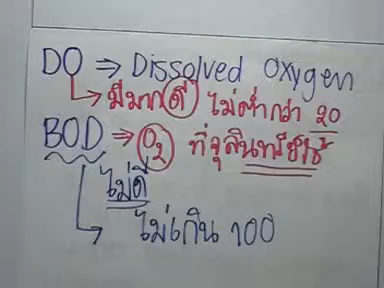 DO ⇒ Dissolved oxygen
↳ มีมาก ดี ไม่ต่ำกว่า 20
BOD → O₂ ที่จุลินทรีย์ใช้
ไม่ดี
ไม่เกิน 100